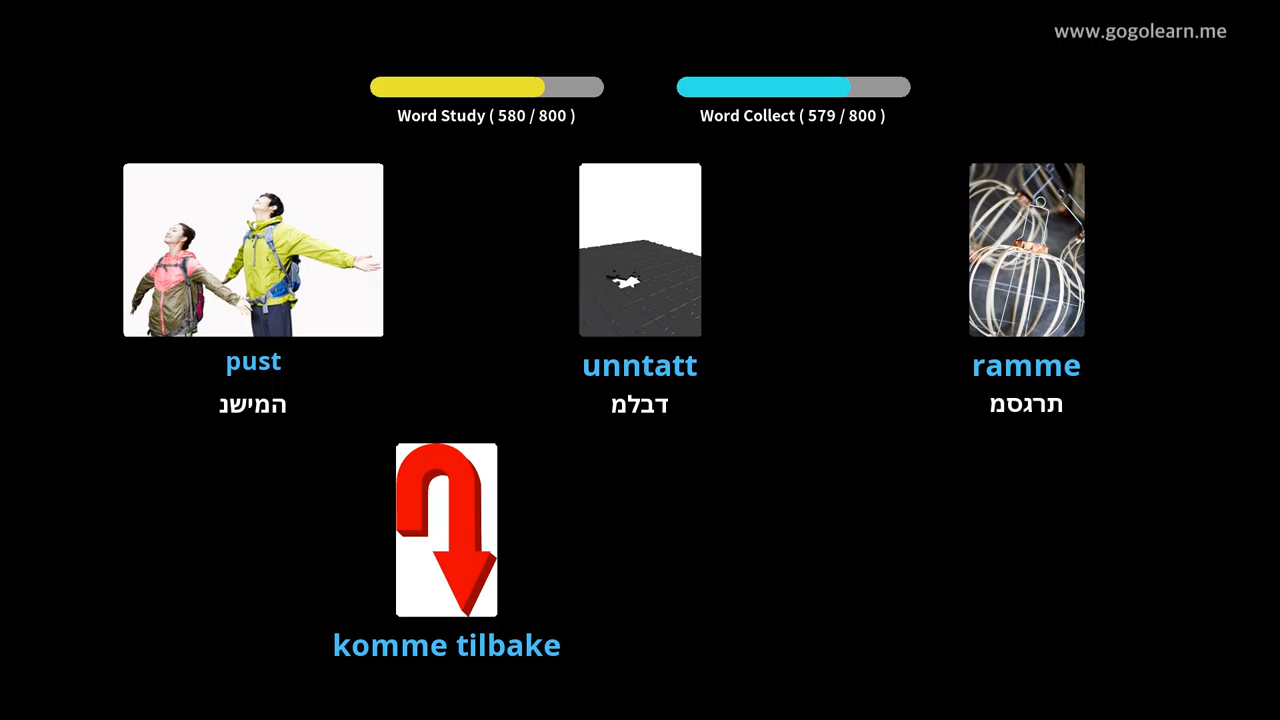 www.gogolearn.me
Word Study ( 580 / 800 )
Word Collect ( 579 / 800 )
pust
unntatt
ramme
המישנ
דבלמ
תרגסמ
komme tilbake